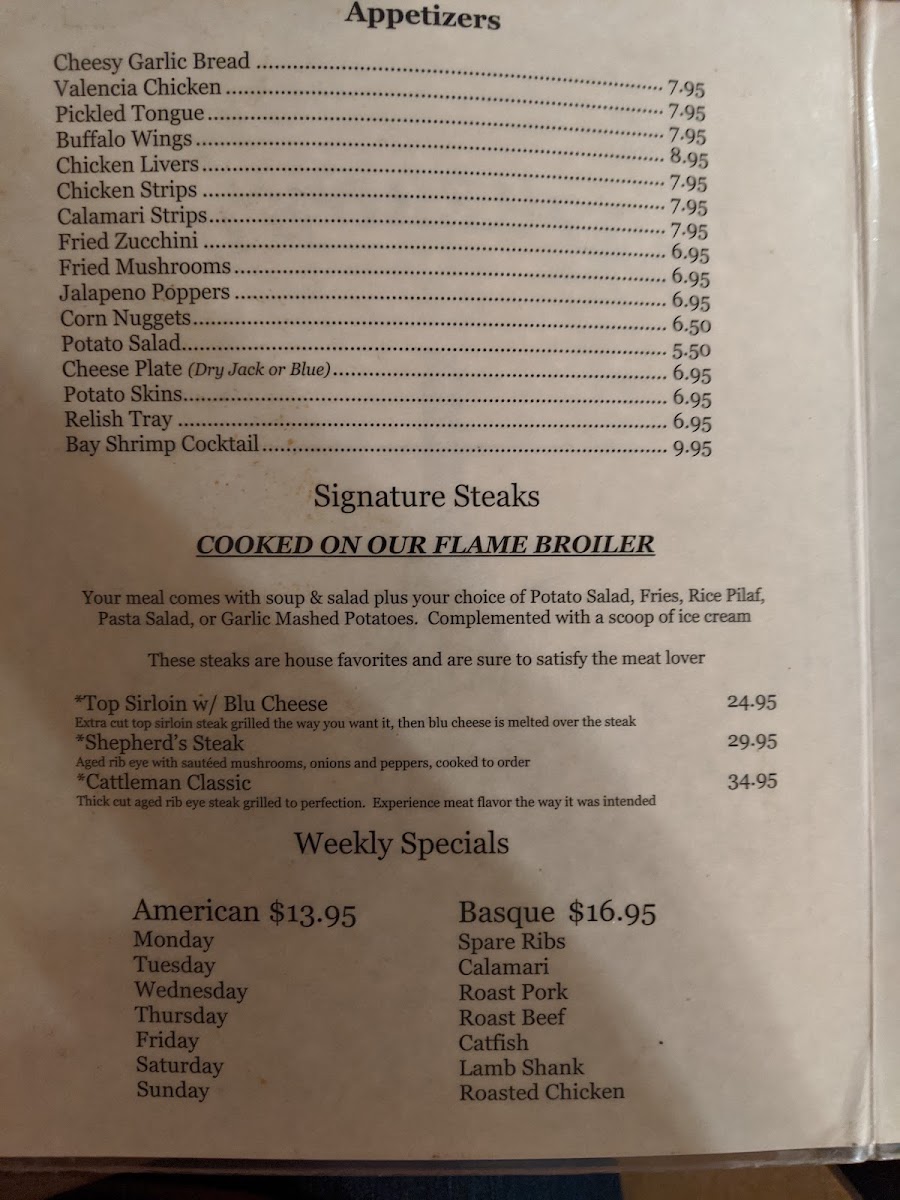 Appetizers
Cheesy Garlic Bread ........ 7.95
Valencia Chicken ........ 7.95
Pickled Tongue ........ 7.95
Buffalo Wings ........ 8.95
Chicken Livers ........ 7.95
Chicken Strips ........ 7.95
Calamari Strips ........ 7.95
Fried Zucchini ........ 6.95
Fried Mushrooms ........ 6.95
Jalapeno Poppers ........ 6.95
Corn Nuggets ........ 6.50
Potato Salad ........ 5.50
Cheese Plate (Dry Jack or Blue) ........ 6.95
Potato Skins ........ 6.95
Relish Tray ........ 6.95
Bay Shrimp Cocktail ........ 9.95
Signature Steaks
COOKED ON OUR FLAME BROILER
Your meal comes with soup & salad plus your choice of Potato Salad, Fries, Rice Pilaf,
Pasta Salad, or Garlic Mashed Potatoes. Complemented with a scoop of ice cream
These steaks are house favorites and are sure to satisfy the meat lover
*Top Sirloin w/ Blu Cheese 24.95
Extra cut top sirloin steak grilled the way you want it, then blu cheese is melted over the steak
*Shepherd's Steak 29.95
Aged rib eye with sautéed mushrooms, onions and peppers, cooked to order
*Cattleman Classic 34.95
Thick cut aged rib eye steak grilled to perfection. Experience meat flavor the way it was intended
Weekly Specials
American $13.95 Basque $16.95
Monday Spare Ribs
Tuesday Calamari
Wednesday Roast Pork
Thursday Roast Beef
Friday Catfish
Saturday Lamb Shank
Sunday Roasted Chicken